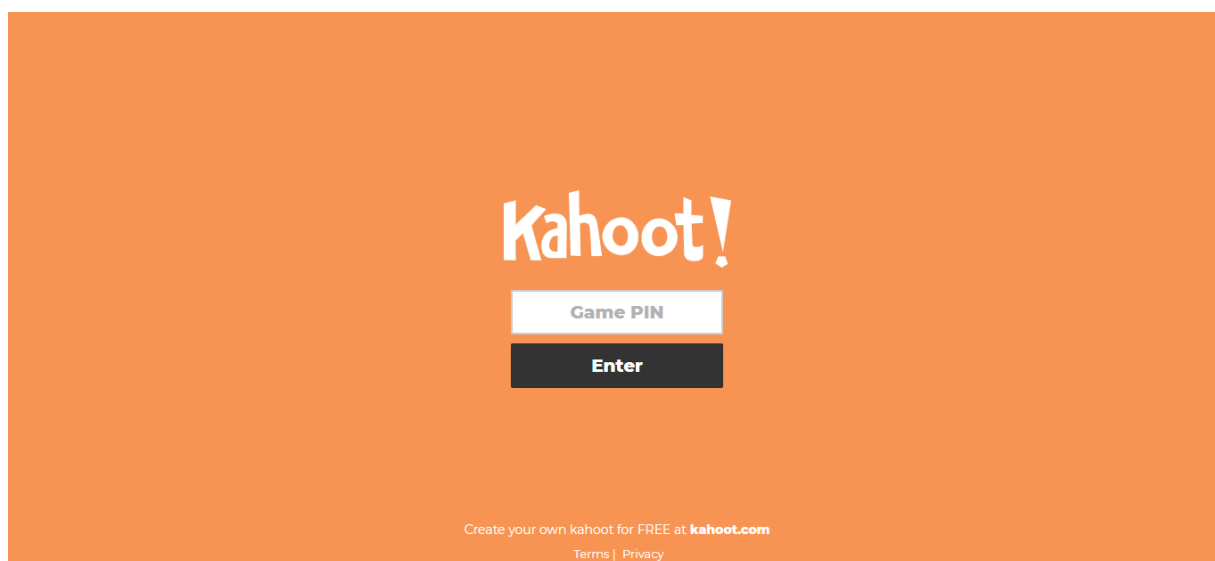 Kahoot!
Game PIN
Enter
Create your own kahoot for FREE at kahoot.com
Terms | Privacy